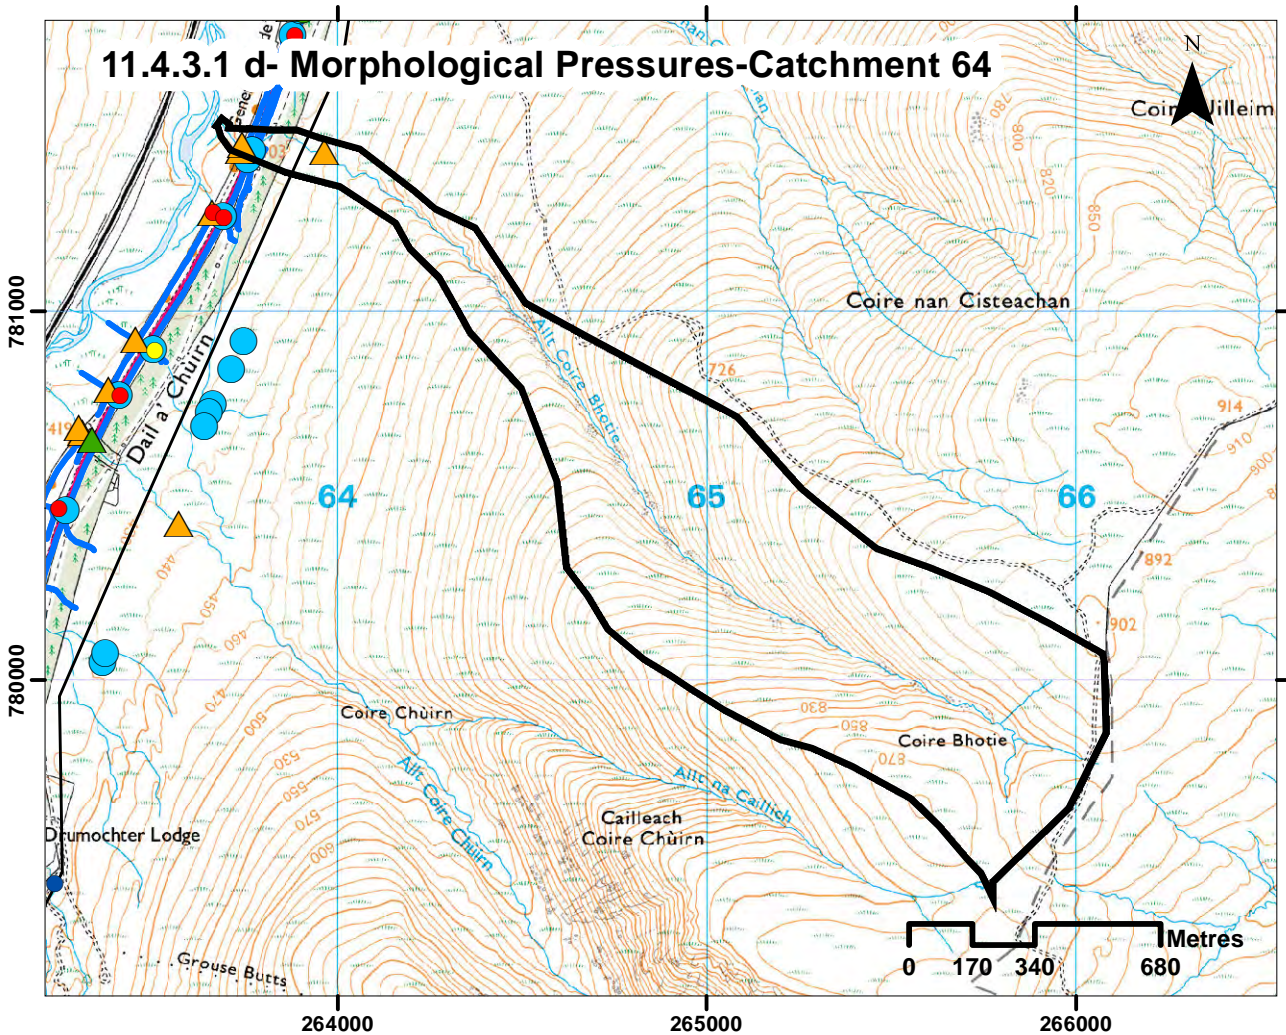 11.4.3.1 d- Morphological Pressures-Catchment 64
N
780
800
820
850
Coire nan Cisteachan
781000
Allt Coire Bhotie
726
Dail a' Chùirn
914
910
900
64
65
66
892
440
450
460
902
780000
470
500
530
550
570
600
Coire Chùirn
830
850
870
Coire Bhotie
Allt Coire Chùirn
Allt na Caillich
Cailleach
Coire Chùirn
Drumochter Lodge
Grouse Butts
Metres
0 170 340 680
264000 265000 266000